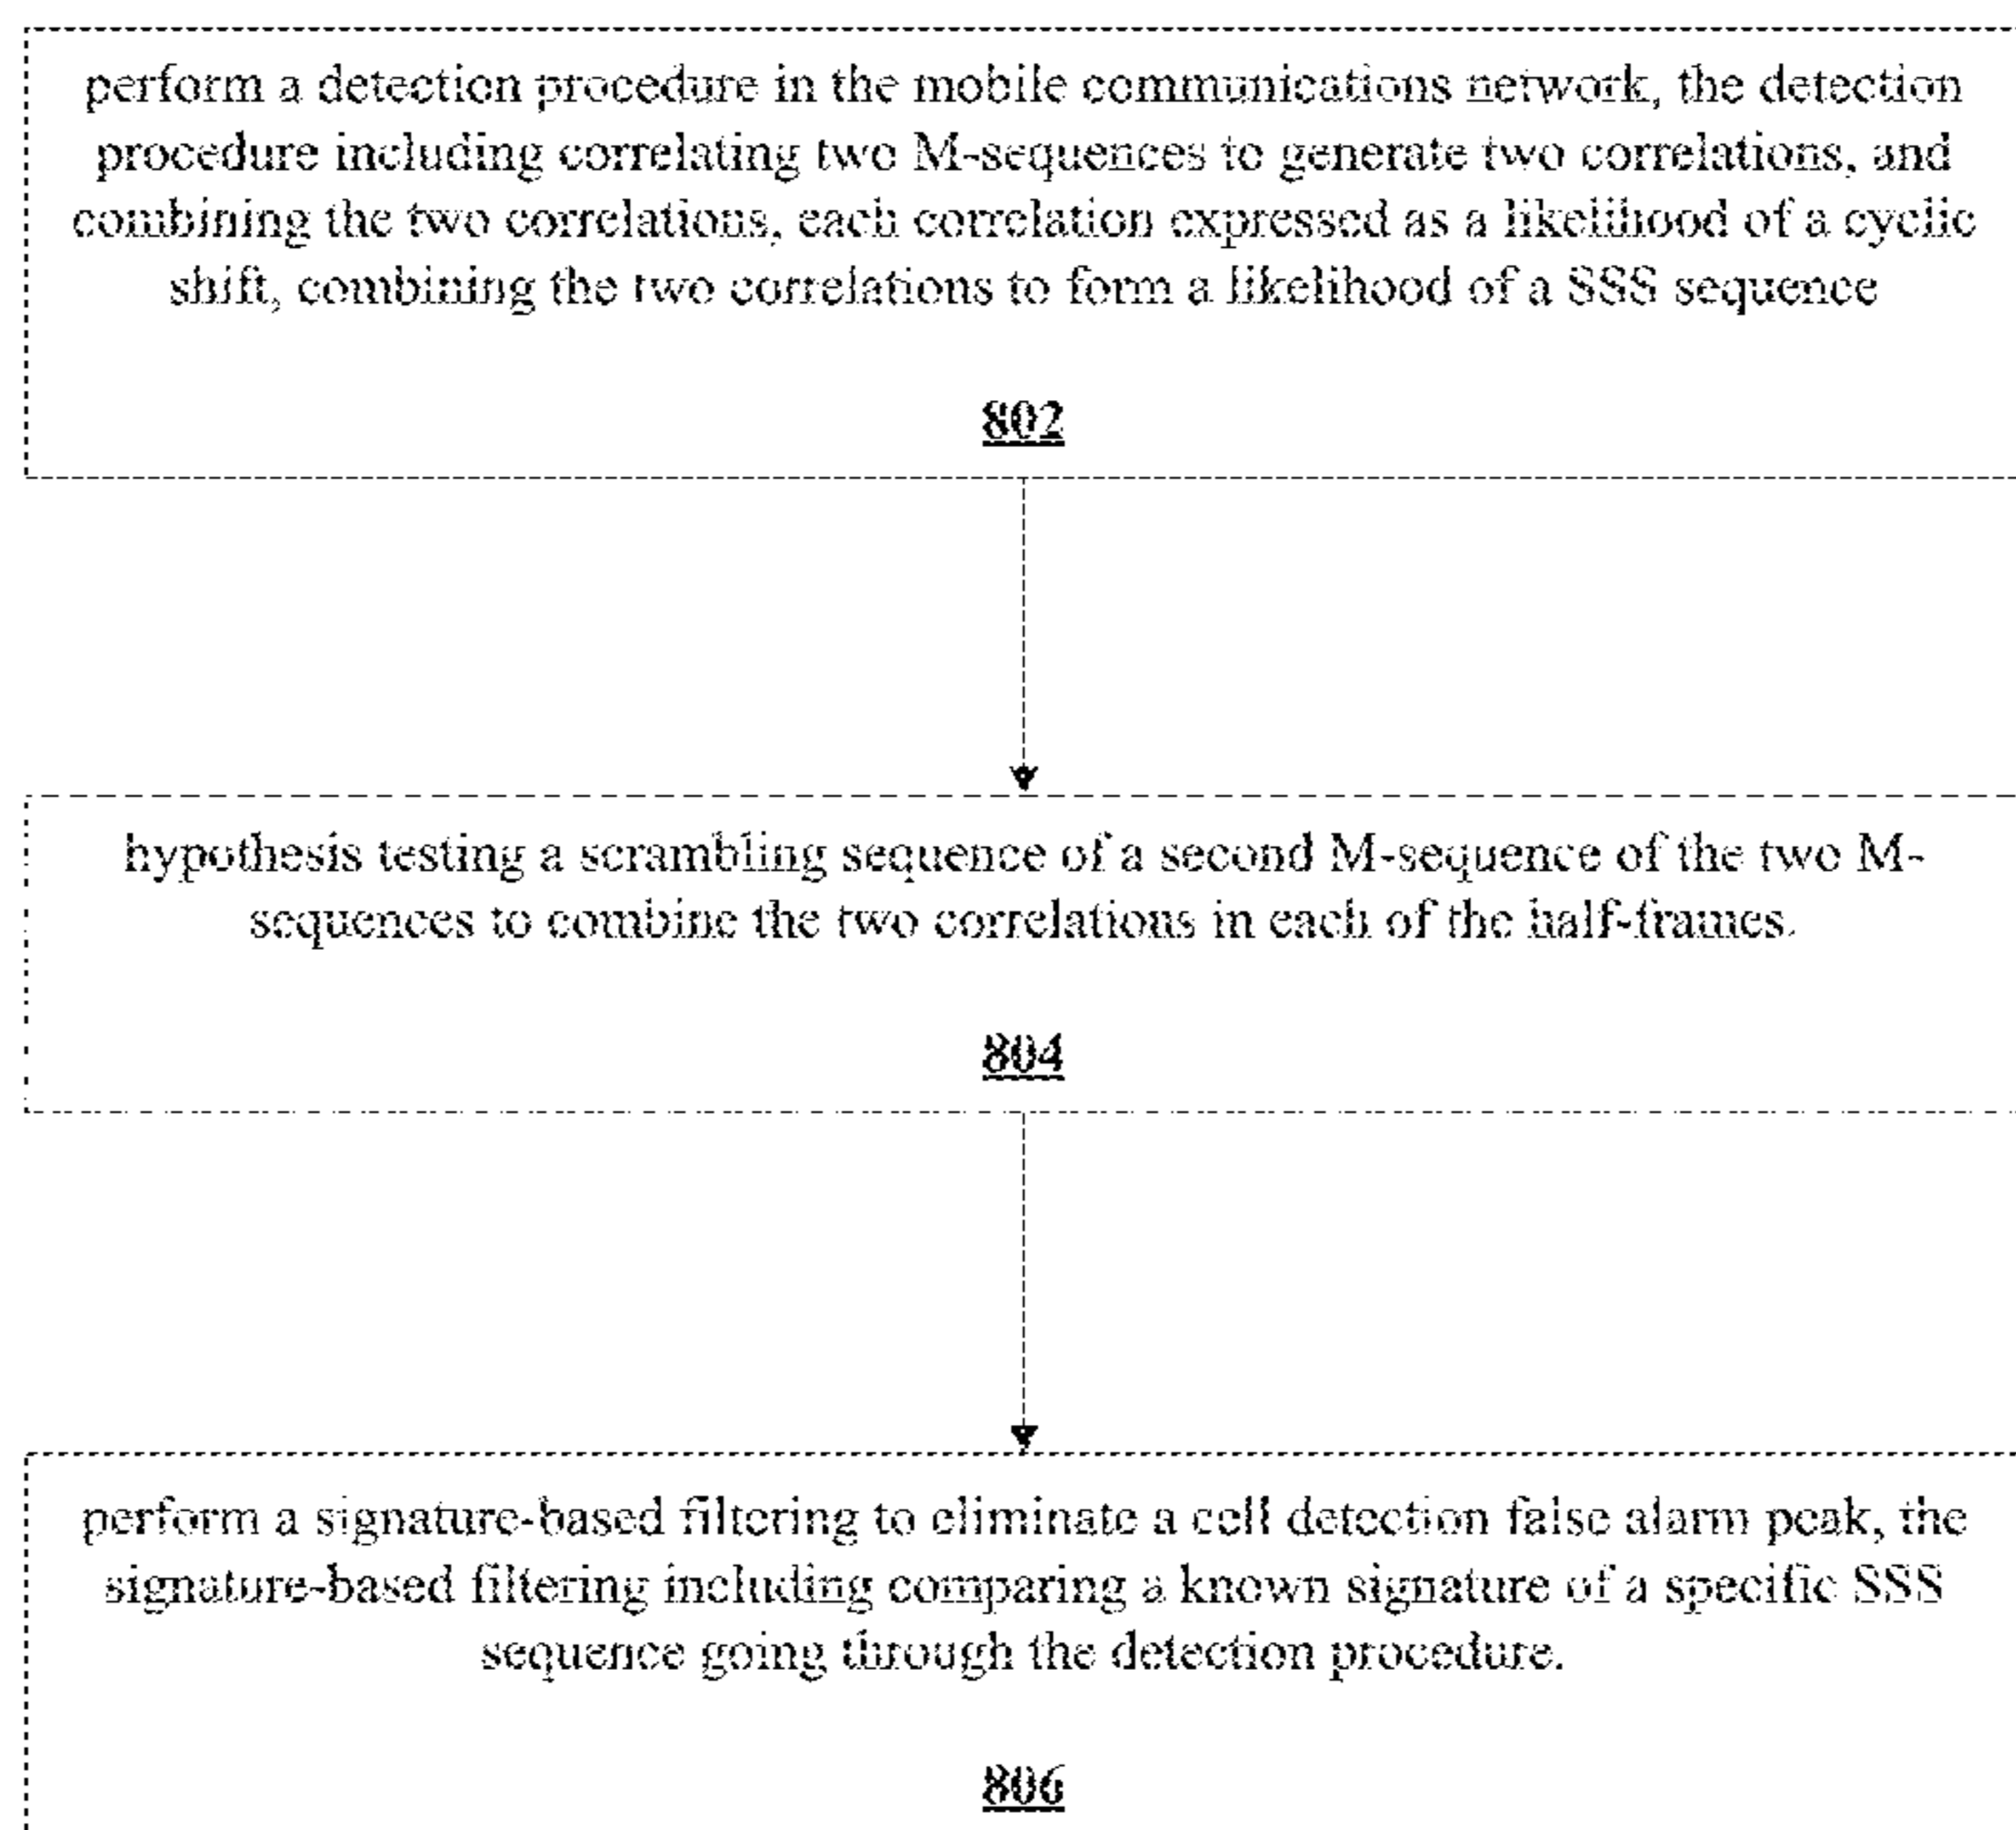 perform a detection procedure in the mobile communications network, the detection
procedure including correlating two M-sequences to generate two correlations, and
combining the two correlations, each correlation expressed as a likelihood of a cyclic
shift, combining the two correlations to form a likelihood of a SSS sequence
802
hypothesis testing a scrambling sequence of a second M-sequence of the two M-
sequences to combine the two correlations in each of the half-frames.
804
perform a signature-based filtering to eliminate a cell detection false alarm peak, the
signature-based filtering including comparing a known signature of a specific SSS
sequence going through the detection procedure.
806